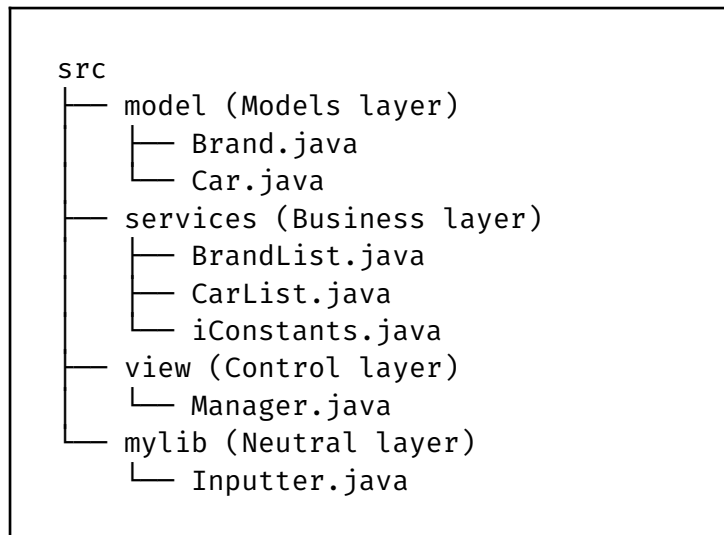 src
├── model (Models layer)
│   ├── Brand.java
│   └── Car.java
├── services (Business layer)
│   ├── BrandList.java
│   ├── CarList.java
│   └── iConstants.java
├── view (Control layer)
│   └── Manager.java
└── mylib (Neutral layer)
    └── Inputter.java